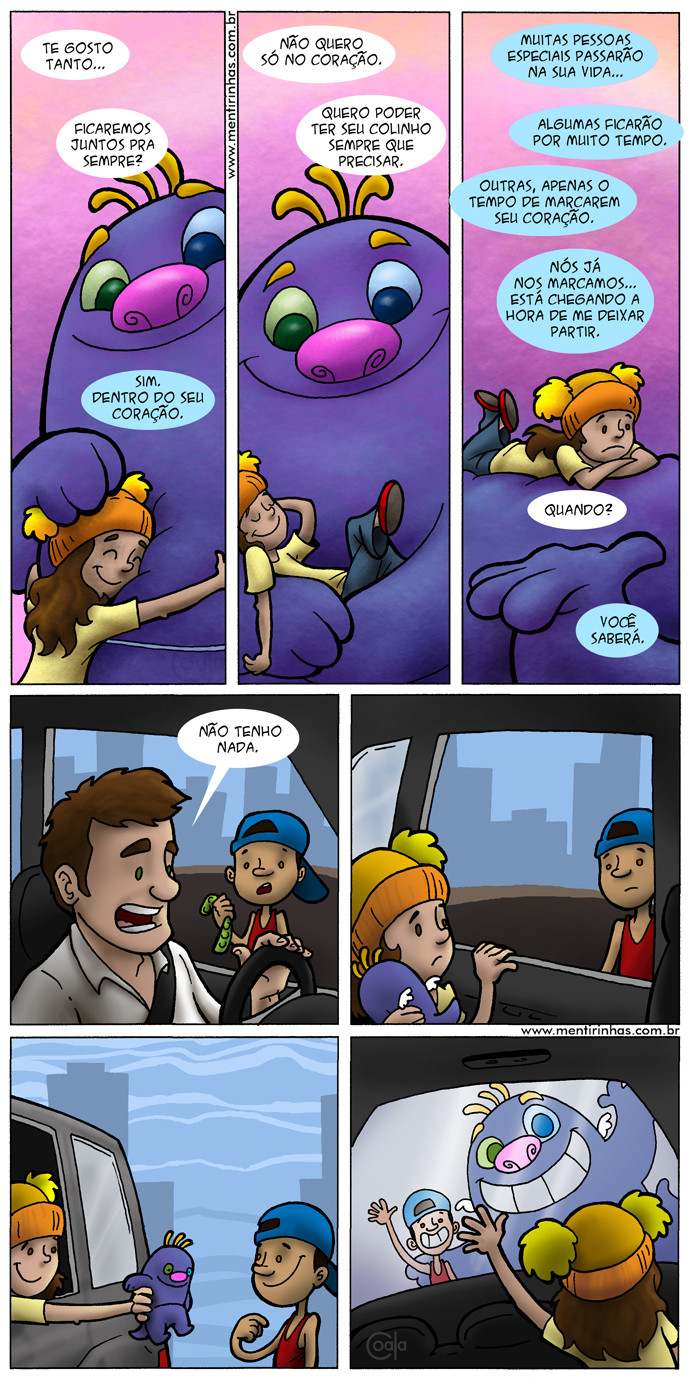 TE GOSTO
TANTO...
FICAREMOS
JUNTOS PRA
SEMPRE?
SIM.
DENTRO DO SEU
CORAÇÃO.
www.mentirinhas.com.br
NÃO QUERO
SÓ NO CORAÇÃO.
QUERO PODER
TER SEU COLINHO
SEMPRE QUE
PRECISAR.
MUITAS PESSOAS
ESPECIAIS PASSARÃO
NA SUA VIDA...
ALGUMAS FICARÃO
POR MUITO TEMPO.
OUTRAS, APENAS O
TEMPO DE MARCAREM
SEU CORAÇÃO.
NÓS JÁ
NOS MARCAMOS...
ESTÁ CHEGANDO A
HORA DE ME DEIXAR
PARTIR.
QUANDO?
VOCÊ
SABERÁ.
NÃO TENHO
NADA.
www.mentirinhas.com.br
Coala